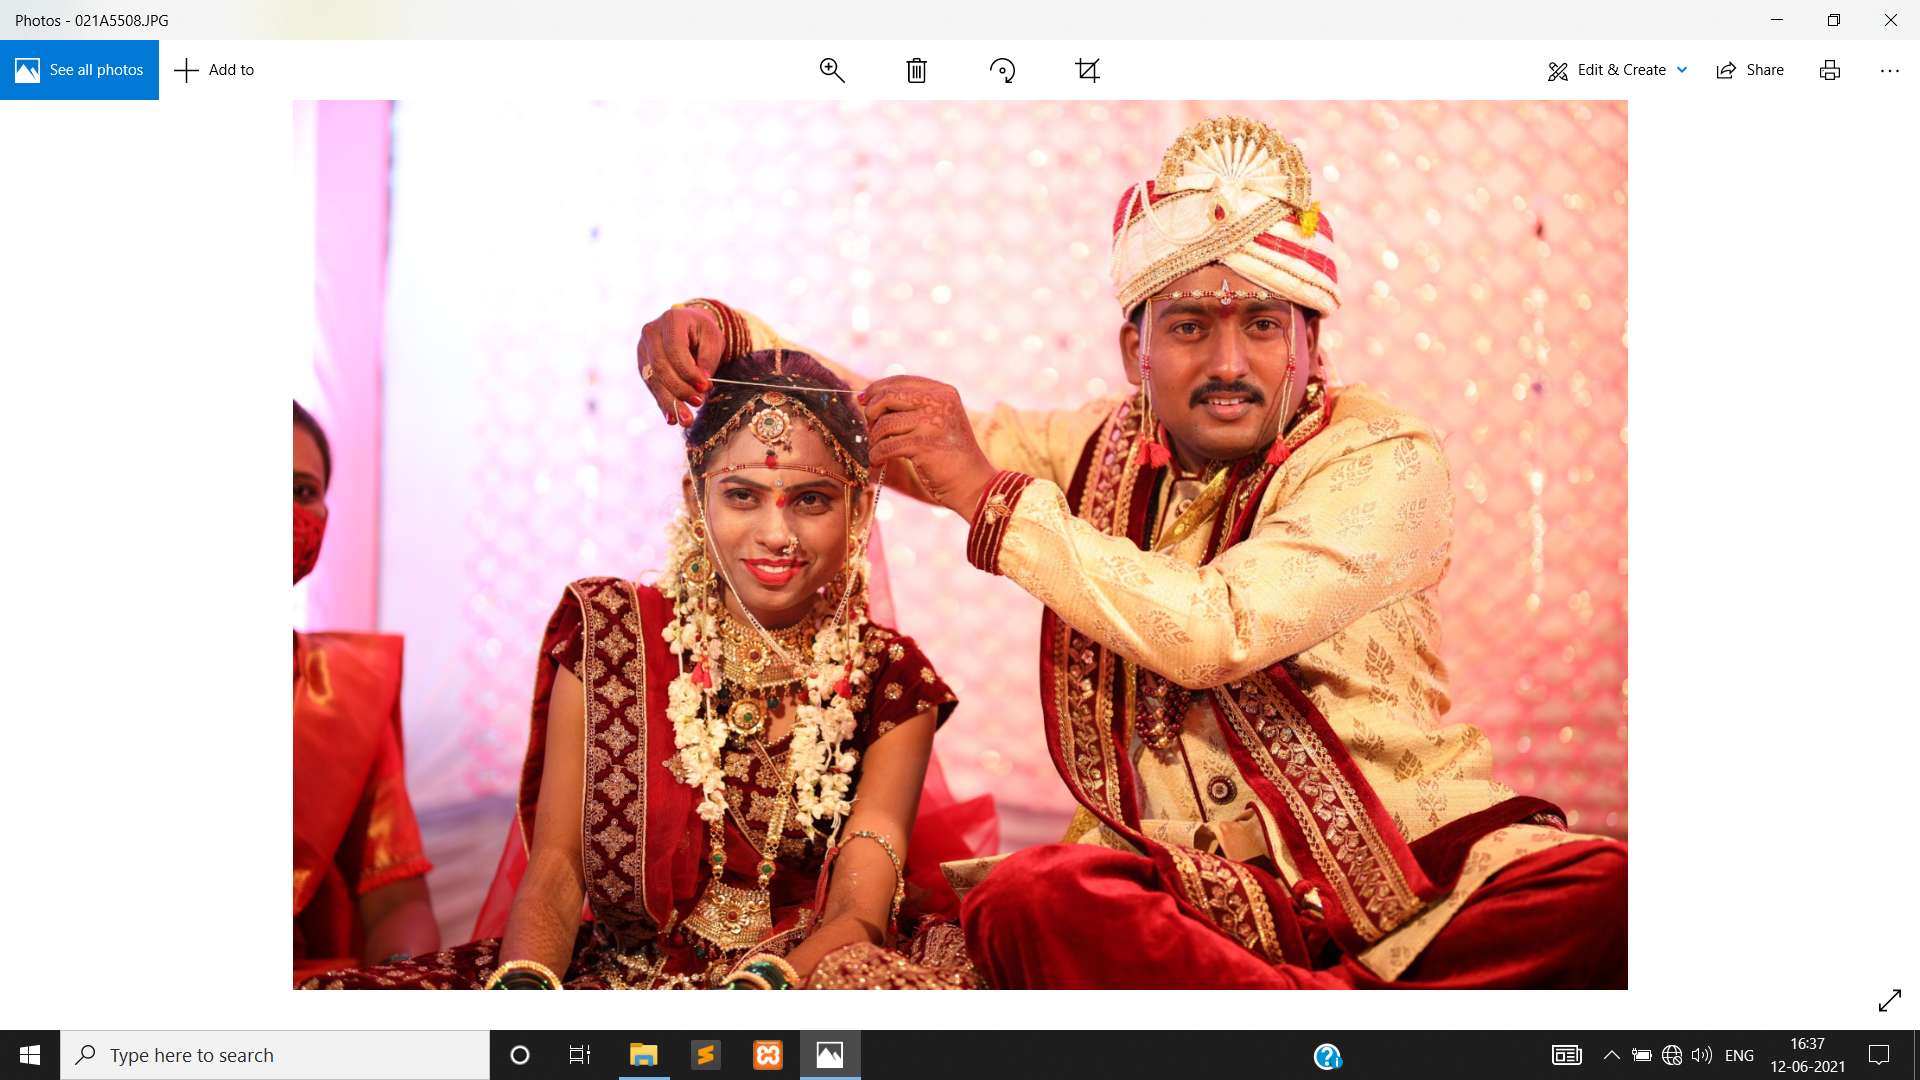 Photos - 021A5508.JPG
See all photos
Add to
Edit & Create
Share
Type here to search
ENG
16:37
12-06-2021